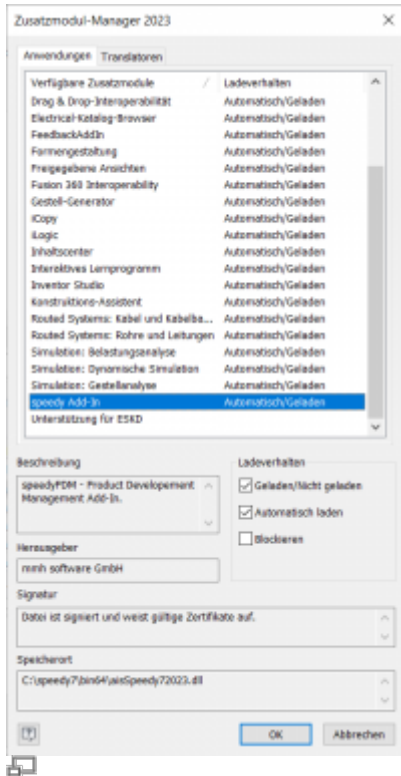 Zusatzmodul-Manager 2023
Anwendungen Translatoren
Verfügbare Zusatzmodule / Ladeverhalten
Drag & Drop-Interoperabilität Automatisch/Geladen
Electrical-Katalog-Browser Automatisch/Geladen
FeedbackAddIn Automatisch/Geladen
Formengestaltung Automatisch/Geladen
Freigegebene Ansichten Automatisch/Geladen
Fusion 360 Interoperability Automatisch/Geladen
Gestell-Generator Automatisch/Geladen
iCopy Automatisch/Geladen
iLogic Automatisch/Geladen
Inhaltscenter Automatisch/Geladen
Interaktives Lernprogramm Automatisch/Geladen
Inventor Studio Automatisch/Geladen
Konstruktions-Assistent Automatisch/Geladen
Routed Systems: Kabel und Kabelba... Automatisch/Geladen
Routed Systems: Rohre und Leitungen Automatisch/Geladen
Simulation: Belastungsanalyse Automatisch/Geladen
Simulation: Dynamische Simulation Automatisch/Geladen
Simulation: Gestellanalyse Automatisch/Geladen
speedy Add-In Automatisch/Geladen
Unterstützung für ESKD
Beschreibung
speedyPDM - Product Developement
Management Add-In.
Ladeverhalten
Geladen/Nicht geladen
Automatisch laden
Blockieren
Herausgeber
mmh software GmbH
Signatur
Datei ist signiert und weist gültige Zertifikate auf.
Speicherort
C:\speedy7\bin64\aisSpeedy72023.dll
OK Abbrechen